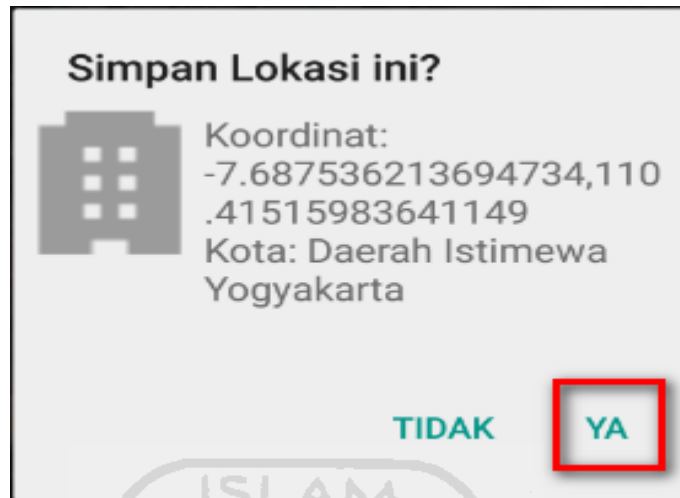 Simpan Lokasi ini?
Koordinat:
-7.687536213694734,110
.41515983641149
Kota: Daerah Istimewa
Yogyakarta
TIDAK
YA
ISLAM